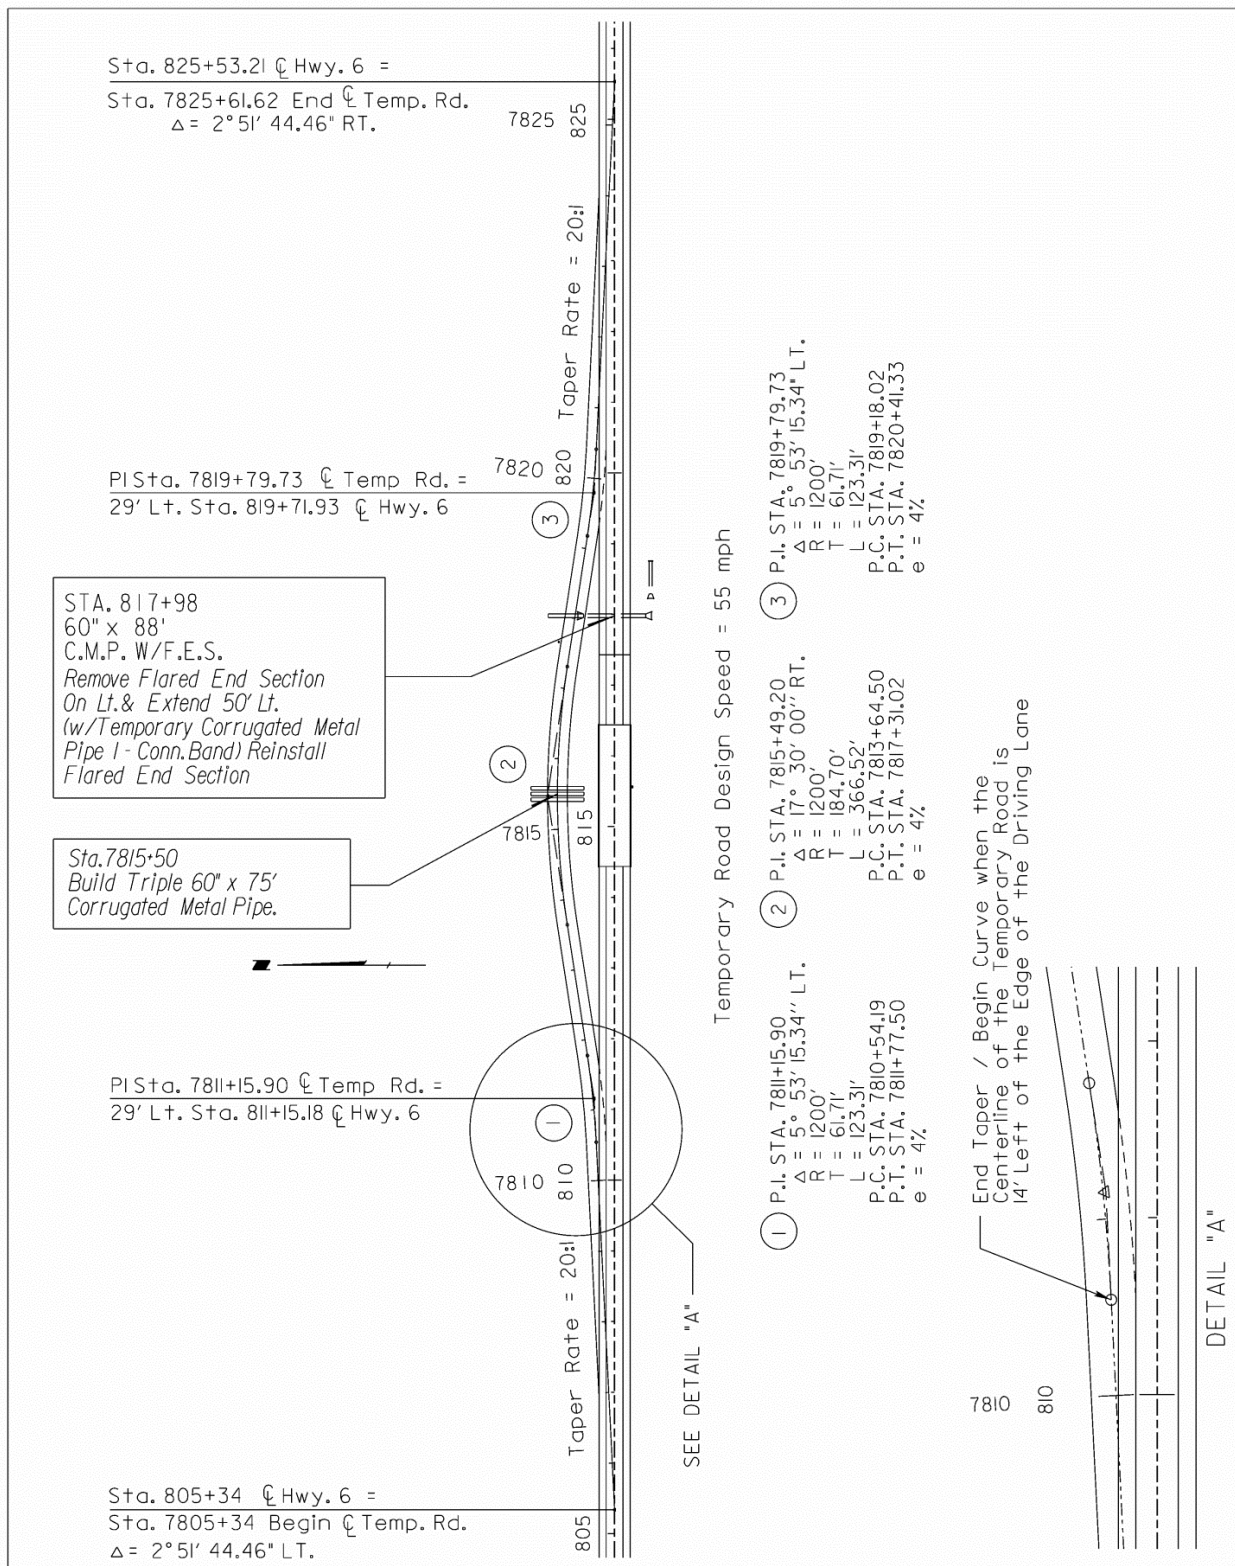 Sta. 825+53.21 ℄ Hwy. 6 =
Sta. 7825+61.62 End ℄ Temp. Rd.
Δ = 2°51' 44.46" RT.
7825
825
Taper Rate = 20:1
PI Sta. 7819+79.73 ℄ Temp Rd. =
29' Lt. Sta. 819+71.93 ℄ Hwy. 6
7820
820
3
STA. 817+98
60" x 88'
C.M.P. W/F.E.S.
Remove Flared End Section
On Lt. & Extend 50' Lt.
(w/Temporary Corrugated Metal
Pipe 1 - Conn. Band) Reinstall
Flared End Section
2
7815
815
Sta. 7815+50
Build Triple 60" x 75'
Corrugated Metal Pipe.
PI Sta. 7811+15.90 ℄ Temp Rd. =
29' Lt. Sta. 811+15.18 ℄ Hwy. 6
1
7810
810
Taper Rate = 20:1
SEE DETAIL "A"
Sta. 805+34 ℄ Hwy. 6 =
Sta. 7805+34 Begin ℄ Temp. Rd.
Δ = 2°51' 44.46" LT.
805
Temporary Road Design Speed = 55 mph
1
P.I. STA. 7811+15.90
Δ = 5° 53' 15.34'' LT.
R = 1200'
T = 61.71'
L = 123.31'
P.C. STA. 7810+54.19
P.T. STA. 7811+77.50
e = 4%
2
P.I. STA. 7815+49.20
Δ = 17° 30' 00'' RT.
R = 1200'
T = 184.70'
L = 366.52'
P.C. STA. 7813+64.50
P.T. STA. 7817+31.02
e = 4%
3
P.I. STA. 7819+79.73
Δ = 5° 53' 15.34" LT.
R = 1200'
T = 61.71'
L = 123.31'
P.C. STA. 7819+18.02
P.T. STA. 7820+41.33
e = 4%
End Taper / Begin Curve when the
Centerline of the Temporary Road is
14' Left of the Edge of the Driving Lane
7810
810
DETAIL "A"